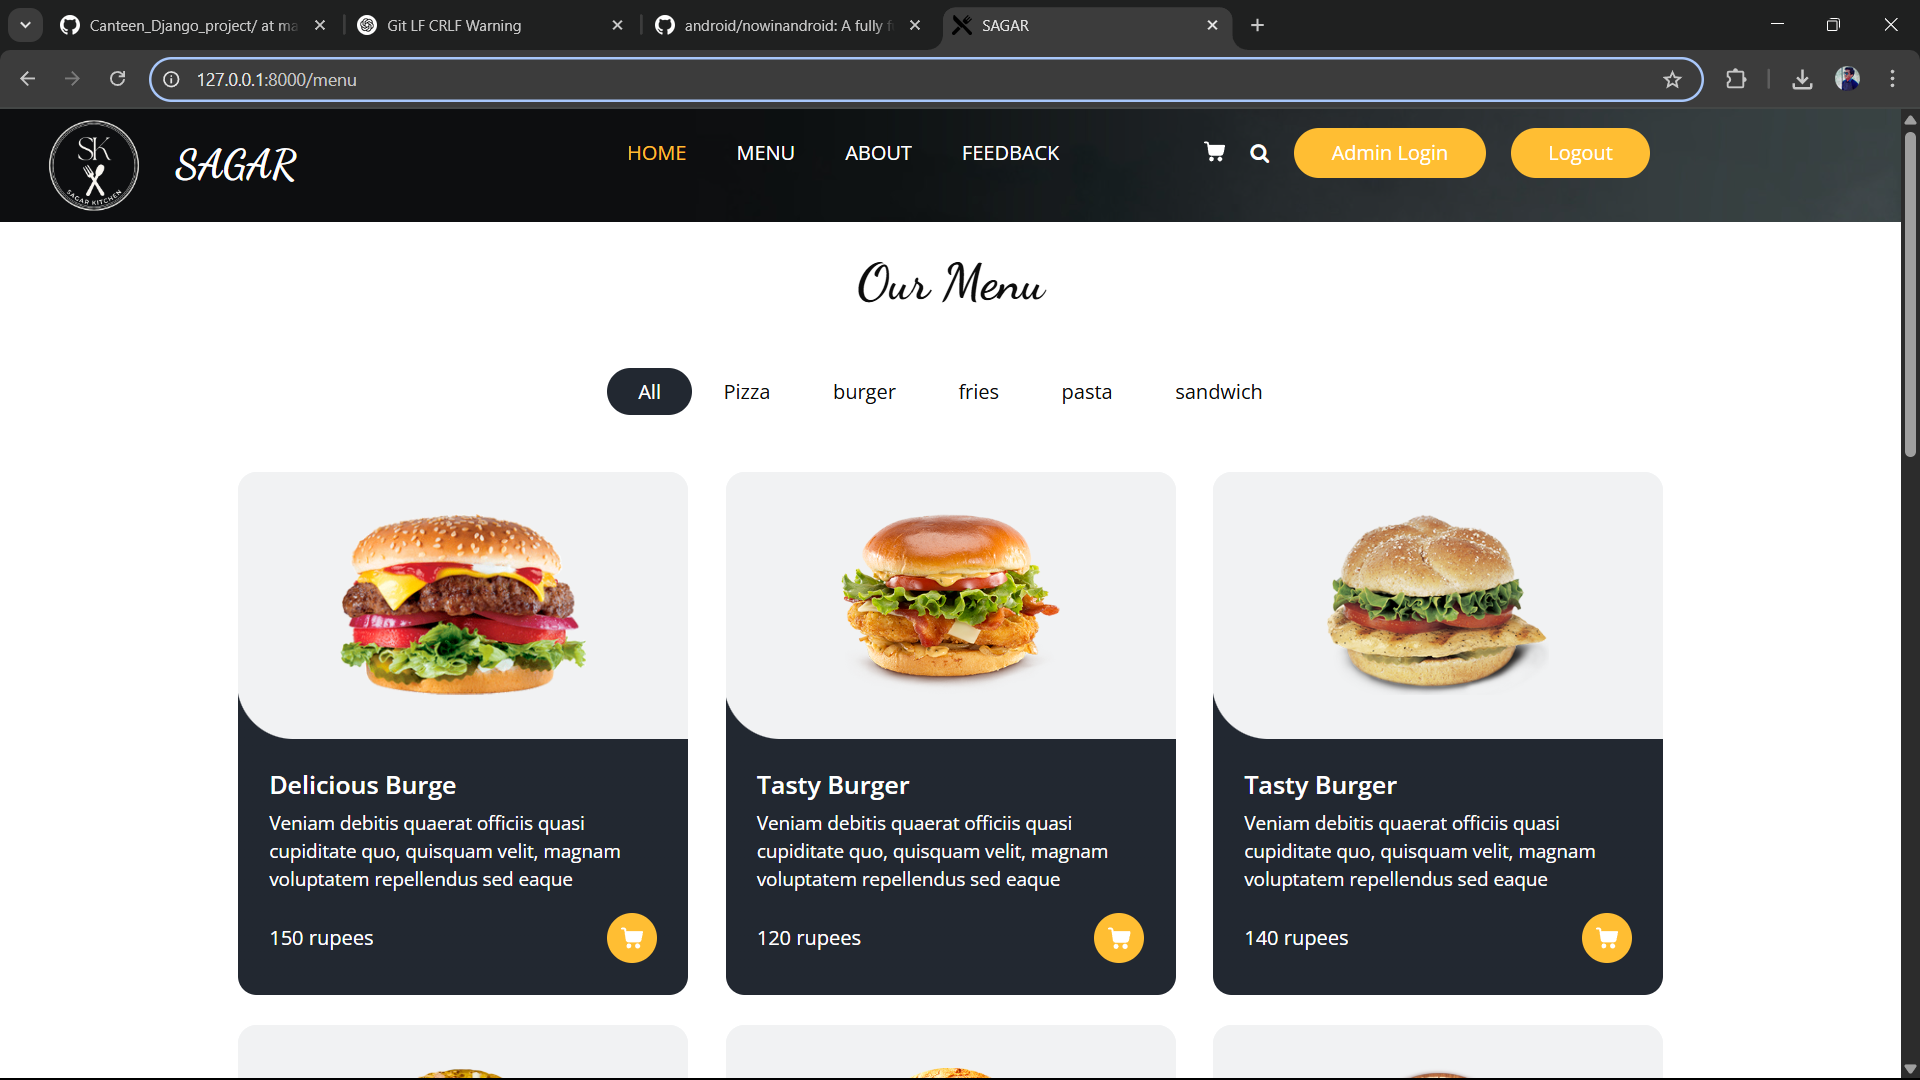 Canteen_Django_project/ at ma
Git LF CRLF Warning
android/nowinandroid: A fully f
SAGAR
127.0.0.1:8000/menu
SK
SAGAR KITCHEN
SAGAR
HOME
MENU
ABOUT
FEEDBACK
Admin Login
Logout
Our Menu
All
Pizza
burger
fries
pasta
sandwich
Delicious Burge
Veniam debitis quaerat officiis quasi
cupiditate quo, quisquam velit, magnam
voluptatem repellendus sed eaque
150 rupees
Tasty Burger
Veniam debitis quaerat officiis quasi
cupiditate quo, quisquam velit, magnam
voluptatem repellendus sed eaque
120 rupees
Tasty Burger
Veniam debitis quaerat officiis quasi
cupiditate quo, quisquam velit, magnam
voluptatem repellendus sed eaque
140 rupees